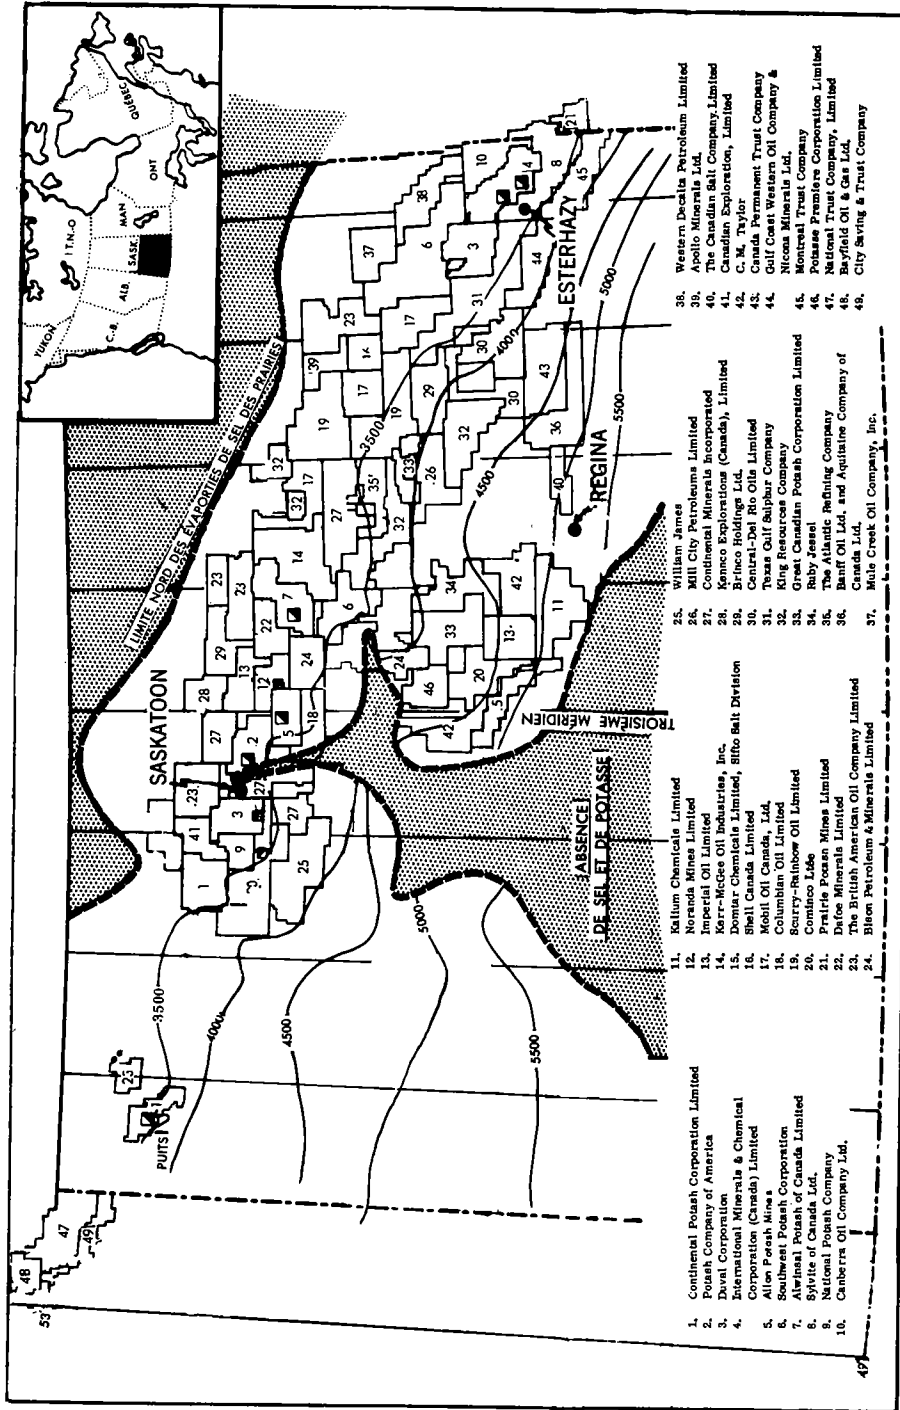 YUKON
T.N.-O
C.-B.
ALB.
SASK.
MAN
ONT
QUÉBEC
LIMITE NORD DES ÉVAPORITES DE SEL DES PRAIRIES
SASKATOON
ESTERHAZY
REGINA
PUITS
TROISIÈME MÉRIDIEN
ABSENCE
DE SEL ET DE POTASSE
53
49
3500
4000
4500
5000
5500
3500
4000
4500
5000
5500
1. Continental Potash Corporation Limited
2. Potash Company of America
3. Duval Corporation
4. International Minerals & Chemical
Corporation (Canada) Limited
5. Allon Potash Mines
6. Southwest Potash Corporation
7. Alwinsal Potash of Canada Limited
8. Sylvite of Canada Ltd.
9. National Potash Company
10. Canberra Oil Company Ltd.
11. Kalium Chemicals Limited
12. Noranda Mines Limited
13. Imperial Oil Limited
14. Kerr-McGee Oil Industries, Inc.
15. Domtar Chemicals Limited, Sifto Salt Division
16. Shell Canada Limited
17. Mobil Oil Canada, Ltd.
18. Columbian Oil Limited
19. Scurry-Rainbow Oil Limited
20. Cominco Ltée
21. Prairie Potash Mines Limited
22. Dafoe Minerals Limited
23. The British American Oil Company Limited
24. Bison Petroleum & Minerals Limited
25. William James
26. Mill City Petroleums Limited
27. Continental Minerals Incorporated
28. Kennco Explorations (Canada), Limited
29. Brinco Holdings Ltd.
30. Central-Del Rio Oils Limited
31. Texas Gulf Sulphur Company
32. King Resources Company
33. Great Canadian Potash Corporation Limited
34. Ruby Jessel
35. The Atlantic Refining Company
36. Banff Oil Ltd. and Aquitaine Company of
Canada Ltd.
37. Mule Creek Oil Company, Inc.
38. Western Decalta Petroleum Limited
39. Apollo Minerals Ltd.
40. The Canadian Salt Company, Limited
41. Canadian Exploration, Limited
42. C. M. Taylor
43. Canada Permanent Trust Company
44. Gulf Coast Western Oil Company &
Nicona Minerals Ltd.
45. Montreal Trust Company
46. Potasse Premiere Corporation Limited
47. National Trust Company, Limited
48. Bayfield Oil & Gas Ltd.
49. City Saving & Trust Company